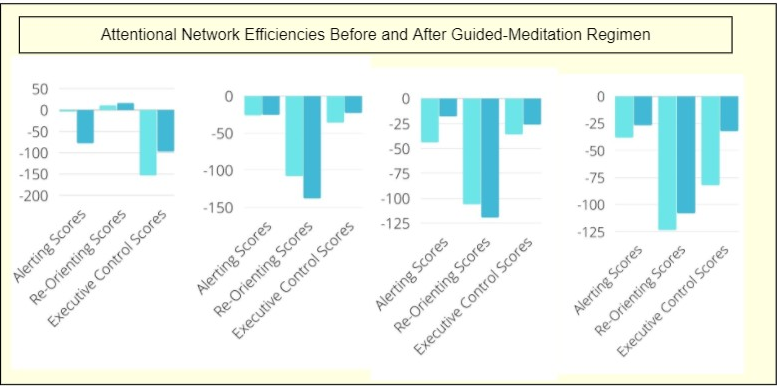 Attentional Network Efficiencies Before and After Guided-Meditation Regimen
50
0
-50
-100
-150
-200
Alerting Scores
Re-Orienting Scores
Executive Control Scores
0
-50
-100
-150
Alerting Scores
Re-Orienting Scores
Executive Control Scores
0
-25
-50
-75
-100
-125
Alerting Scores
Re-Orienting Scores
Executive Control Scores
0
-25
-50
-75
-100
-125
Alerting Scores
Re-Orienting Scores
Executive Control Scores